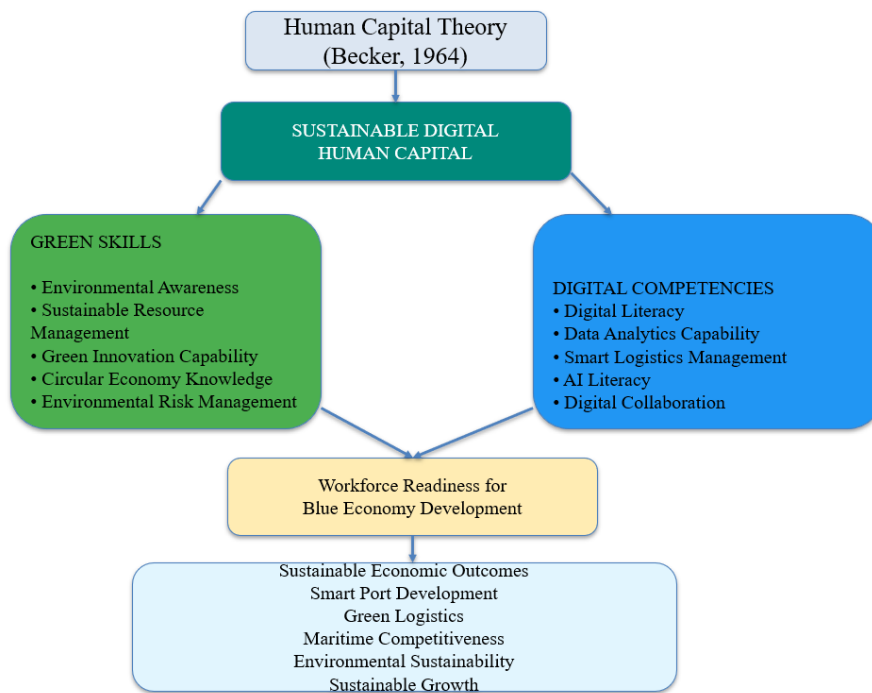 Human Capital Theory
(Becker, 1964)
SUSTAINABLE DIGITAL
HUMAN CAPITAL
GREEN SKILLS
• Environmental Awareness
• Sustainable Resource
Management
• Green Innovation Capability
• Circular Economy Knowledge
• Environmental Risk Management
DIGITAL COMPETENCIES
• Digital Literacy
• Data Analytics Capability
• Smart Logistics Management
• AI Literacy
• Digital Collaboration
Workforce Readiness for
Blue Economy Development
Sustainable Economic Outcomes
Smart Port Development
Green Logistics
Maritime Competitiveness
Environmental Sustainability
Sustainable Growth